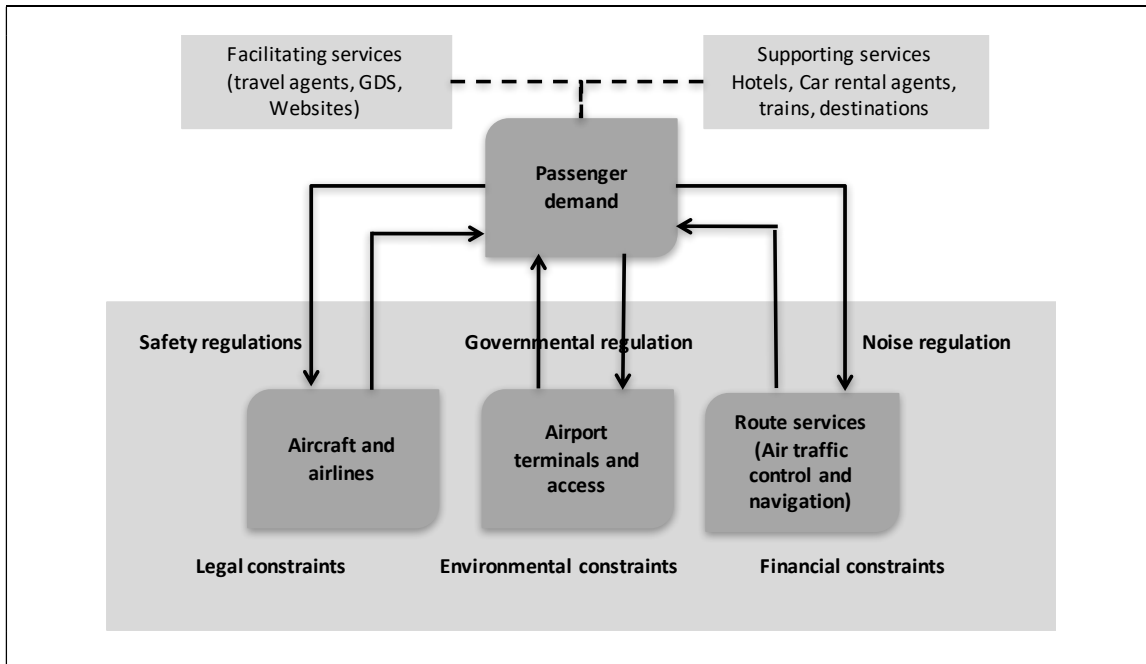 Facilitating services
(travel agents, GDS,
Websites)
Supporting services
Hotels, Car rental agents,
trains, destinations
Passenger
demand
Safety regulations
Governmental regulation
Noise regulation
Aircraft and
airlines
Airport
terminals and
access
Route services
(Air traffic
control and
navigation)
Legal constraints
Environmental constraints
Financial constraints